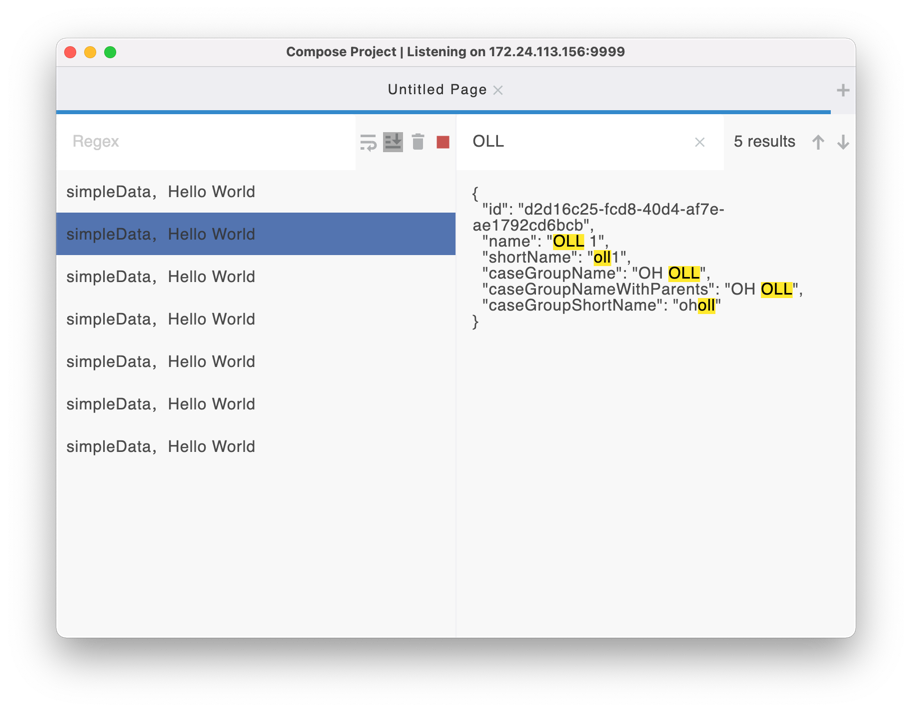 Compose Project | Listening on 172.24.113.156:9999
Untitled Page
Regex
OLL
5 results
simpleData，Hello World
simpleData，Hello World
simpleData，Hello World
simpleData，Hello World
simpleData，Hello World
simpleData，Hello World
simpleData，Hello World
{
"id": "d2d16c25-fcd8-40d4-af7e-
ae1792cd6bcb",
"name": "OLL 1",
"shortName": "oll1",
"caseGroupName": "OH OLL",
"caseGroupNameWithParents": "OH OLL",
"caseGroupShortName": "oholl"
}